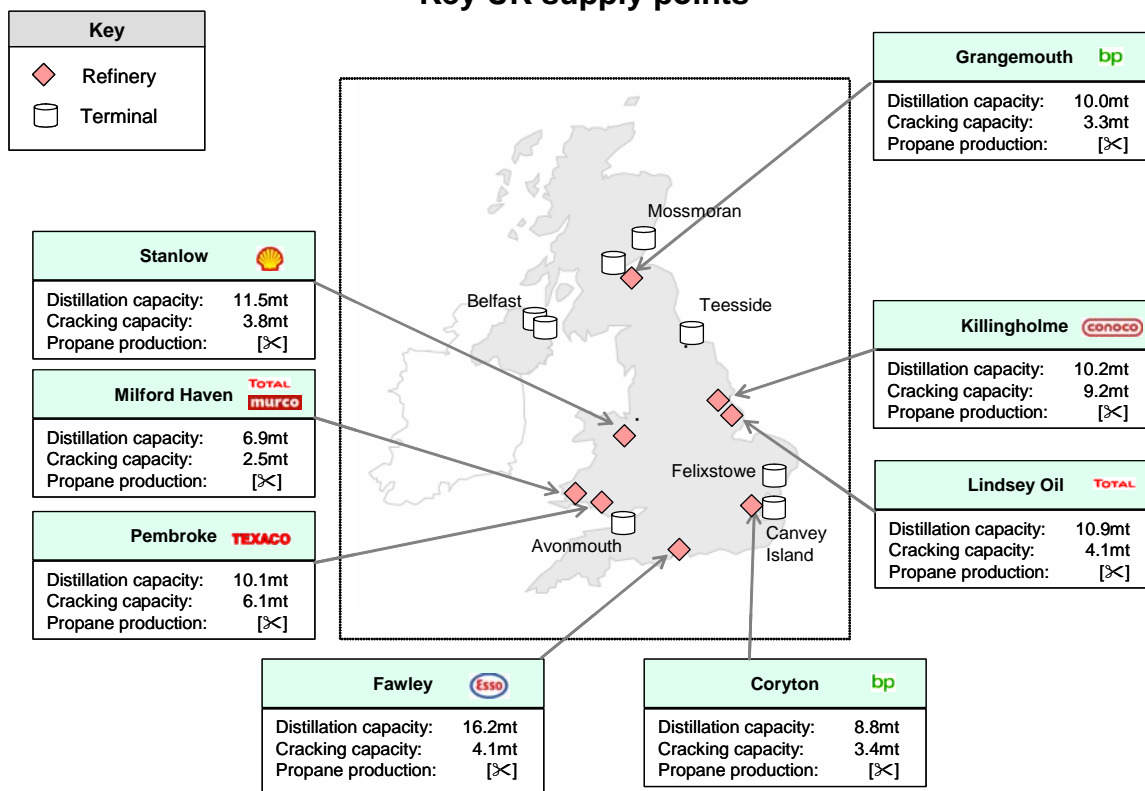 Key UK supply points
Key
Refinery
Terminal
Grangemouth bp
Distillation capacity: 10.0mt
Cracking capacity: 3.3mt
Propane production: [✂]
Mossmoran
Stanlow
Distillation capacity: 11.5mt
Cracking capacity: 3.8mt
Propane production: [✂]
Belfast
Teesside
Killingholme conoco
Distillation capacity: 10.2mt
Cracking capacity: 9.2mt
Propane production: [✂]
Milford Haven TOTAL
murco
Distillation capacity: 6.9mt
Cracking capacity: 2.5mt
Propane production: [✂]
Felixstowe
Lindsey Oil TOTAL
Distillation capacity: 10.9mt
Cracking capacity: 4.1mt
Propane production: [✂]
Pembroke TEXACO
Distillation capacity: 10.1mt
Cracking capacity: 6.1mt
Propane production: [✂]
Avonmouth
Canvey
Island
Fawley Esso
Distillation capacity: 16.2mt
Cracking capacity: 4.1mt
Propane production: [✂]
Coryton bp
Distillation capacity: 8.8mt
Cracking capacity: 3.4mt
Propane production: [✂]